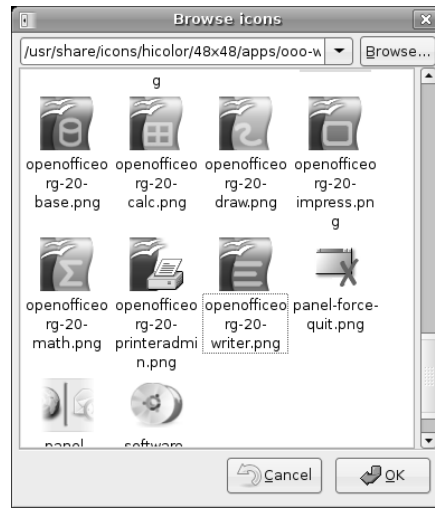 Browse icons
/usr/share/icons/hicolor/48x48/apps/ooo-w Browse...
g
openofficeo openofficeo openofficeo openofficeo
rg-20- rg-20- rg-20- rg-20-
base.png calc.png draw.png impress.pn
g
openofficeo openofficeo openofficeo panel-force-
rg-20- rg-20- rg-20- quit.png
math.png printeradmi writer.png
n.png
panel software
Cancel OK